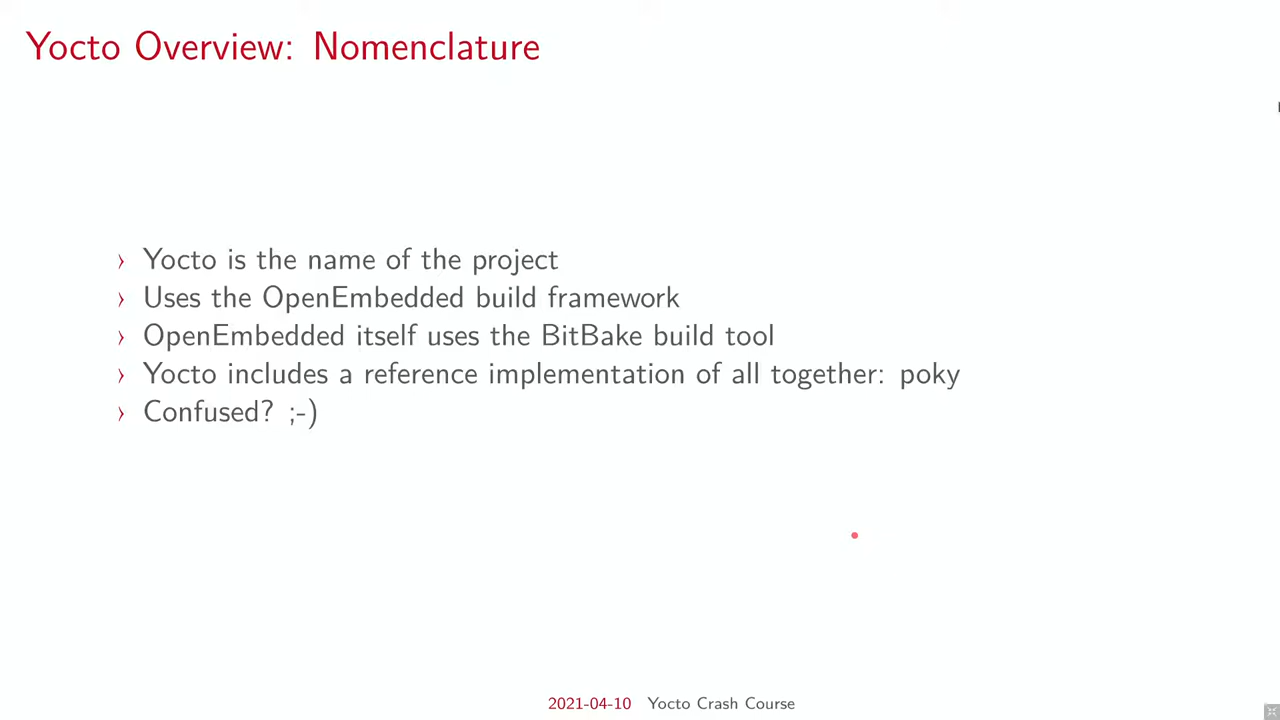 Yocto Overview: Nomenclature
› Yocto is the name of the project
› Uses the OpenEmbedded build framework
› OpenEmbedded itself uses the BitBake build tool
› Yocto includes a reference implementation of all together: poky
› Confused? ;-)
2021-04-10 Yocto Crash Course